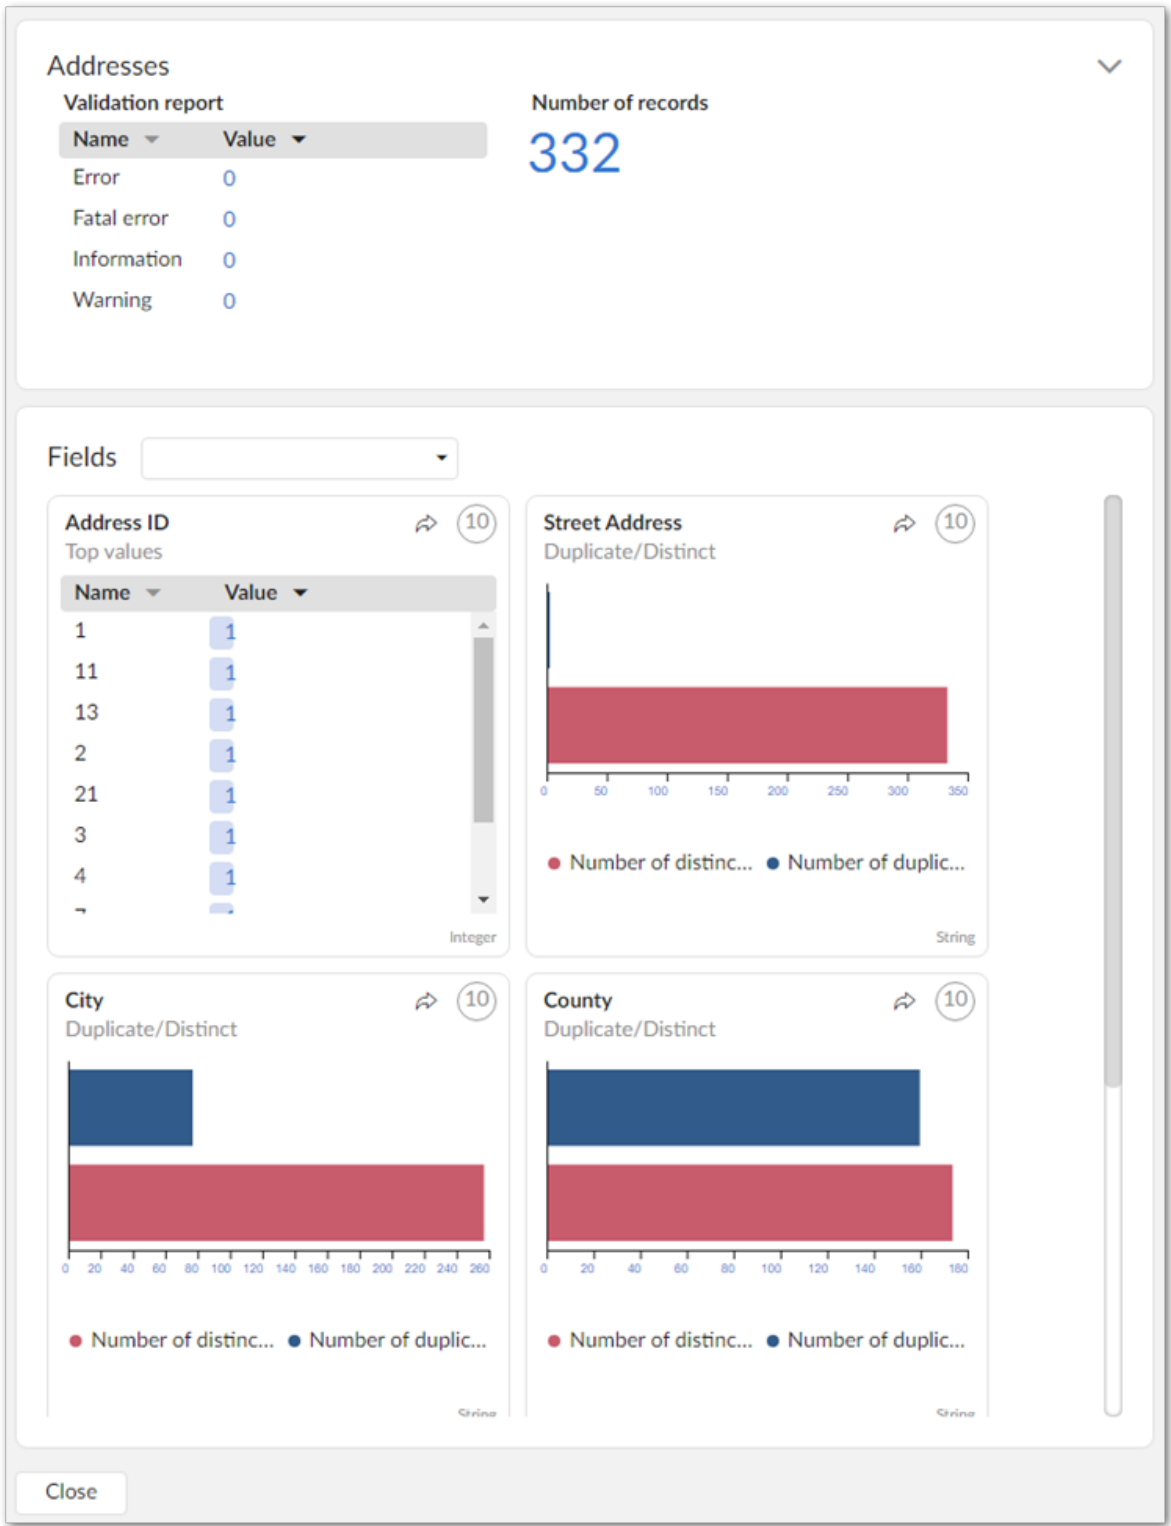 Addresses
Validation report
Number of records
Name Value
332
Error 0
Fatal error 0
Information 0
Warning 0
Fields
Address ID 10
Top values
Name Value
1 1
11 1
13 1
2 1
21 1
3 1
4 1
Integer
Street Address 10
Duplicate/Distinct
0 50 100 150 200 250 300 350
Number of distinc... Number of duplic...
String
City 10
Duplicate/Distinct
0 20 40 60 80 100 120 140 160 180 200 220 240 260
Number of distinc... Number of duplic...
String
County 10
Duplicate/Distinct
0 20 40 60 80 100 120 140 160 180
Number of distinc... Number of duplic...
String
Close